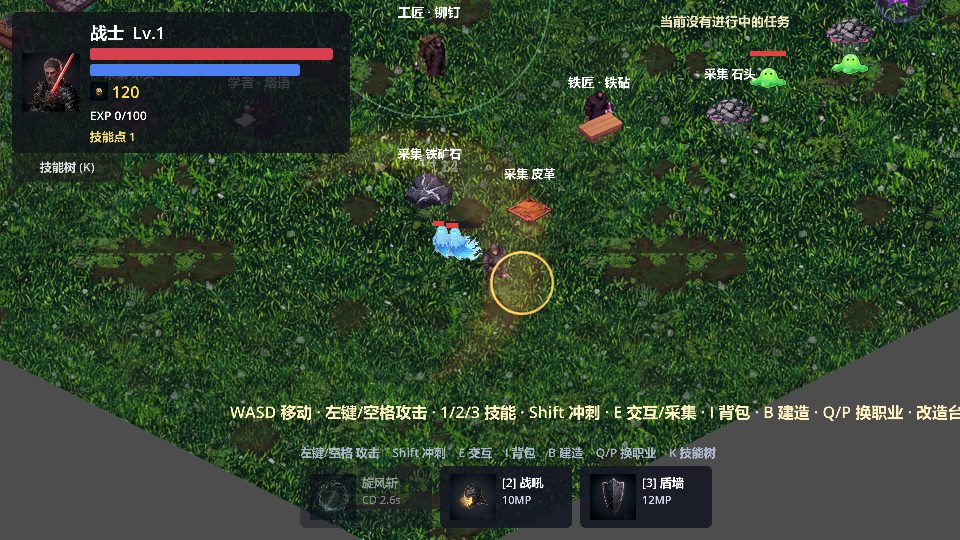 战士 Lv.1
120
EXP 0/100
技能点 1
技能树 (K)
学者 · 塔语
工匠 · 铆钉
当前没有进行中的任务
铁匠 · 铁砧
采集 石头
采集 铁矿石
采集 皮革
WASD 移动 · 左键/空格攻击 · 1/2/3 技能 · Shift 冲刺 · E 交互/采集 · I 背包 · B 建造 · Q/P 换职业 · 改造台
左键/空格 攻击 Shift 冲刺 E 交互 I 背包 B 建造 Q/P 换职业 K 技能树
旋风斩
CD 2.6s
[2] 战吼
10MP
[3] 盾墙
12MP